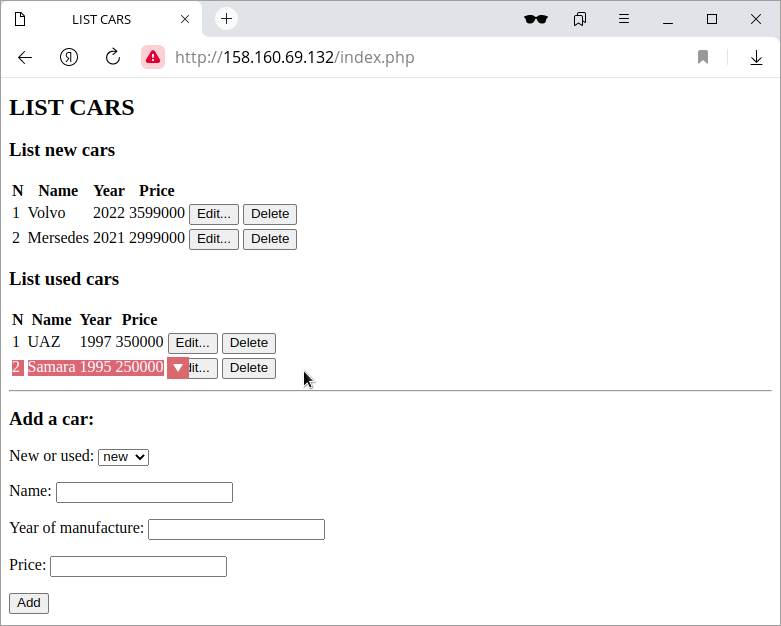 LIST CARS
http://158.160.69.132/index.php
LIST CARS
List new cars
N Name Year Price
1 Volvo 2022 3599000 Edit... Delete
2 Mersedes 2021 2999000 Edit... Delete
List used cars
N Name Year Price
1 UAZ 1997 350000 Edit... Delete
2 Samara 1995 250000 dit... Delete
Add a car:
New or used: new
Name:
Year of manufacture:
Price:
Add